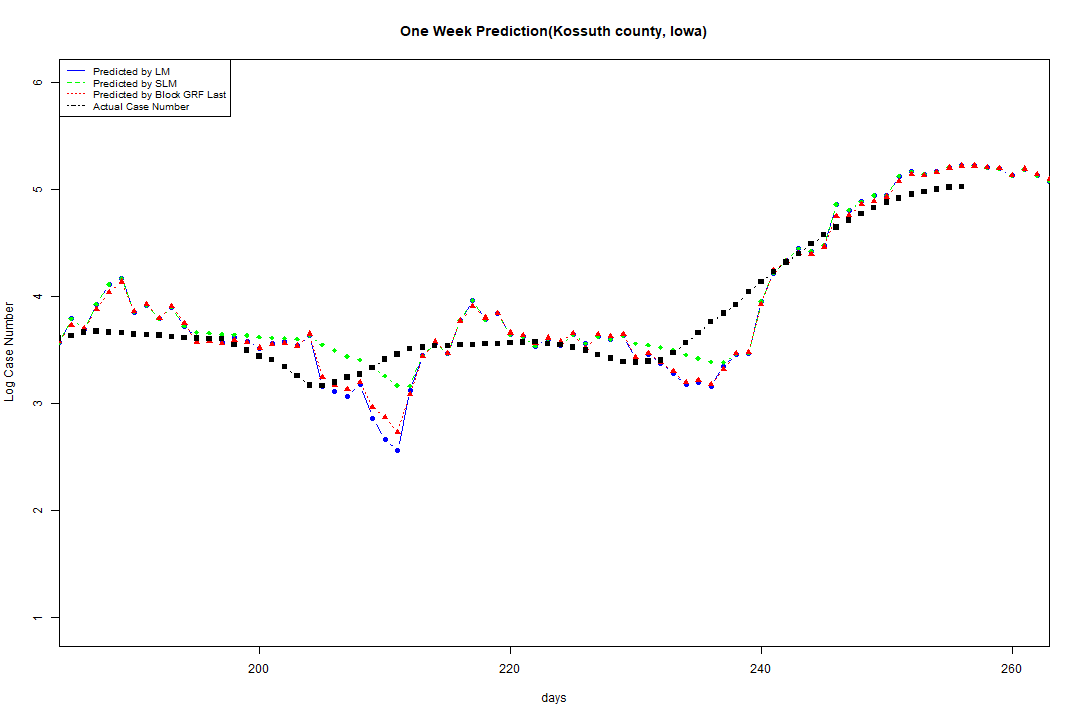 One Week Prediction(Kossuth county, Iowa)
Predicted by LM
Predicted by SLM
Predicted by Block GRF Last
Actual Case Number
6
5
4
3
2
1
Log Case Number
200 220 240 260
days